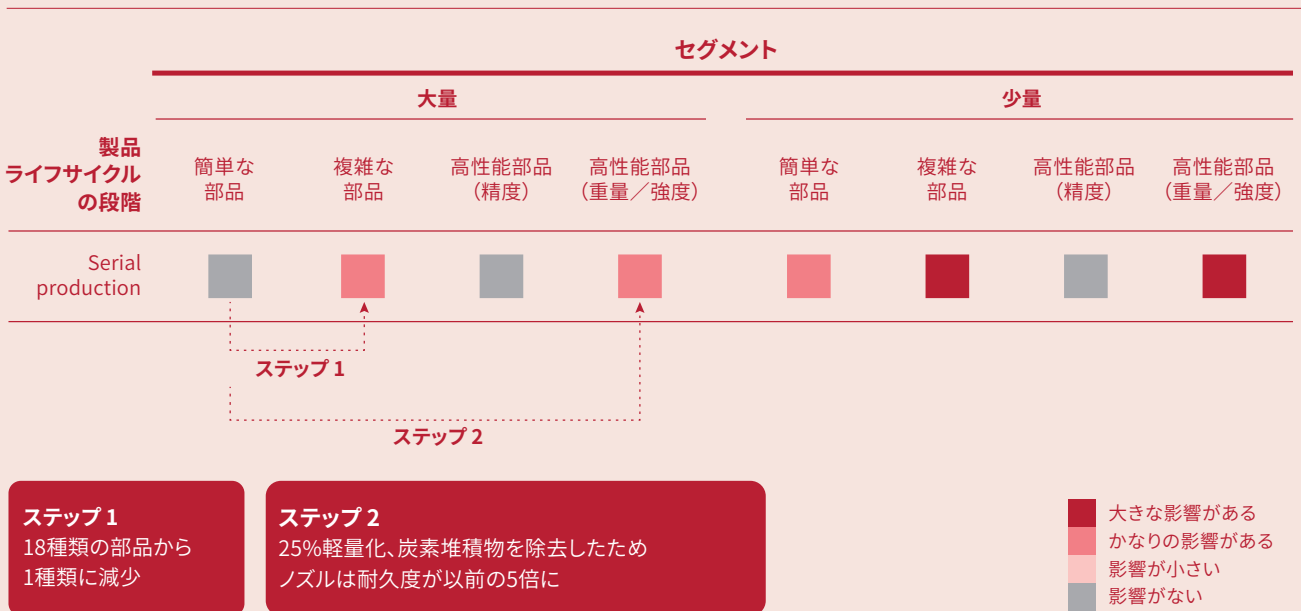 セグメント
大量
少量
製品
ライフサイクル
の段階
簡単な
部品
複雑な
部品
高性能部品
（精度）
高性能部品
（重量／強度）
簡単な
部品
複雑な
部品
高性能部品
（精度）
高性能部品
（重量／強度）
Serial
production
ステップ 1
ステップ 2
ステップ 1
18種類の部品から
1種類に減少
ステップ 2
25%軽量化、炭素堆積物を除去したため
ノズルは耐久度が以前の5倍に
大きな影響がある
かなりの影響がある
影響が小さい
影響がない